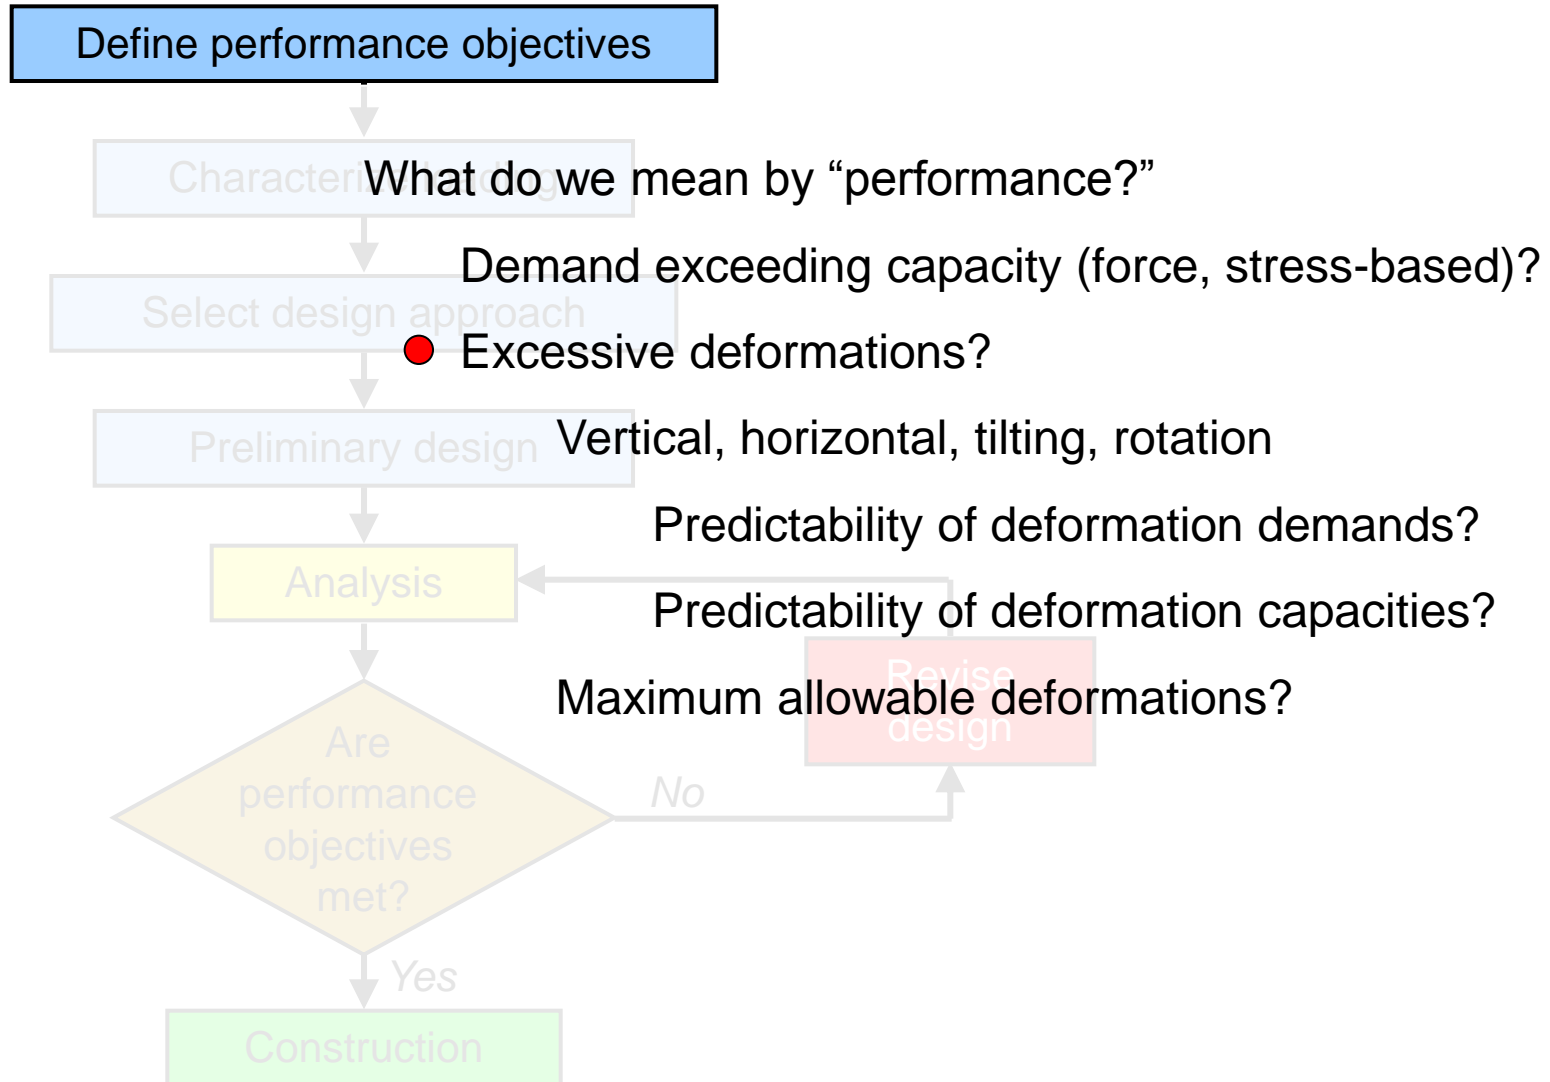 Define performance objectives
Characterize loading
What do we mean by “performance?”
Demand exceeding capacity (force, stress-based)?
Select design approach
Excessive deformations?
Preliminary design
Vertical, horizontal, tilting, rotation
Predictability of deformation demands?
Analysis
Predictability of deformation capacities?
Revise
design
Maximum allowable deformations?
Are
performance
objectives
met?
No
Yes
Construction